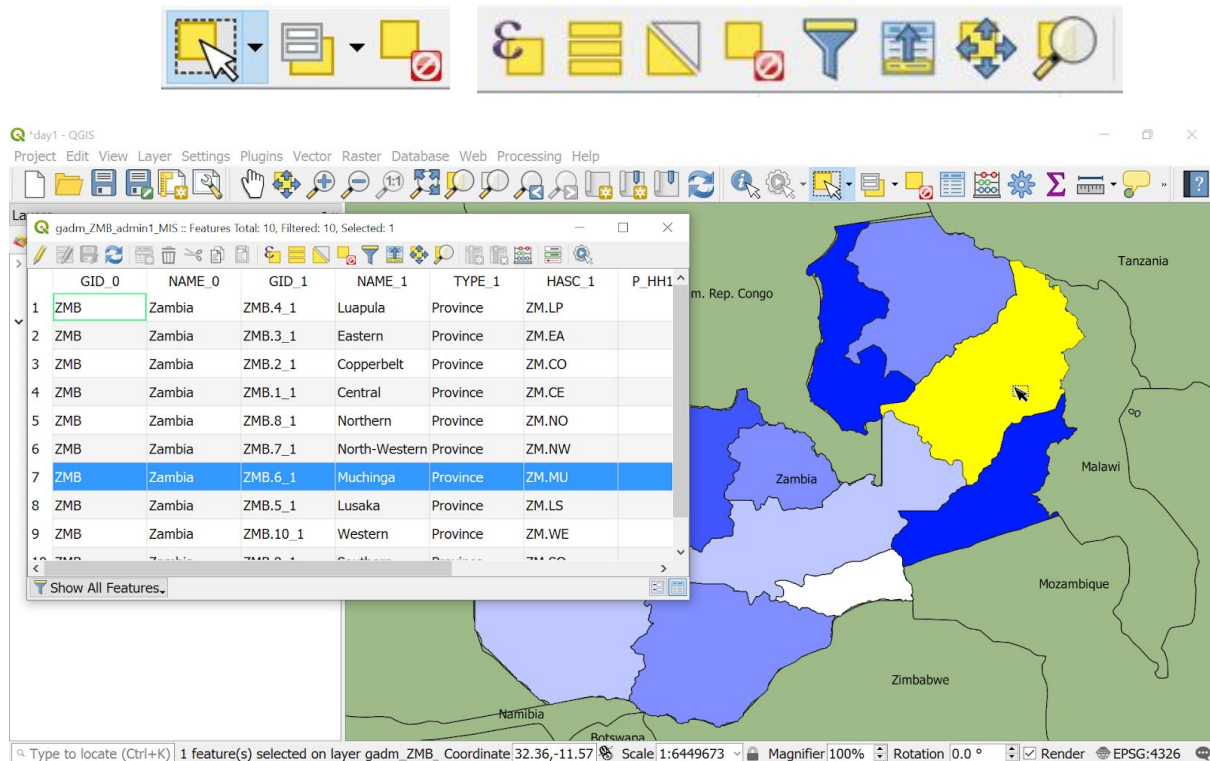 *day1 - QGIS
Project Edit View Layer Settings Plugins Vector Raster Database Web Processing Help
gadm_ZMB_admin1_MIS :: Features Total: 10, Filtered: 10, Selected: 1
GID_0 NAME_0 GID_1 NAME_1 TYPE_1 HASC_1 P_HH1
1 ZMB Zambia ZMB.4_1 Luapula Province ZM.LP
2 ZMB Zambia ZMB.3_1 Eastern Province ZM.EA
3 ZMB Zambia ZMB.2_1 Copperbelt Province ZM.CO
4 ZMB Zambia ZMB.1_1 Central Province ZM.CE
5 ZMB Zambia ZMB.8_1 Northern Province ZM.NO
6 ZMB Zambia ZMB.7_1 North-Western Province ZM.NW
7 ZMB Zambia ZMB.6_1 Muchinga Province ZM.MU
8 ZMB Zambia ZMB.5_1 Lusaka Province ZM.LS
9 ZMB Zambia ZMB.10_1 Western Province ZM.WE
Show All Features
Tanzania
m. Rep. Congo
Malawi
Zambia
Mozambique
Zimbabwe
Namibia
Botswana
Type to locate (Ctrl+K) 1 feature(s) selected on layer gadm_ZMB_ Coordinate 32.36,-11.57 Scale 1:6449673 Magnifier 100% Rotation 0.0 ° Render EPSG:4326